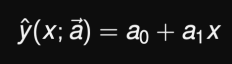 ŷ(x; a⃗) = a₀ + a₁x